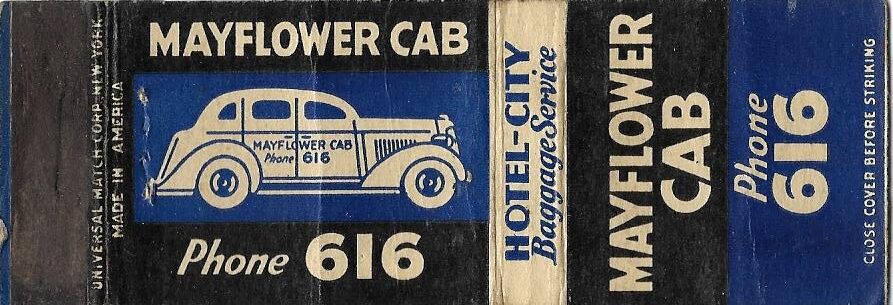 UNIVERSAL MATCH CORP. NEW YORK
MADE IN AMERICA
MAYFLOWER CAB
MAYFLOWER CAB
Phone 616
Phone 616
HOTEL-CITY
Baggage Service
MAYFLOWER
CAB
Phone
616
CLOSE COVER BEFORE STRIKING